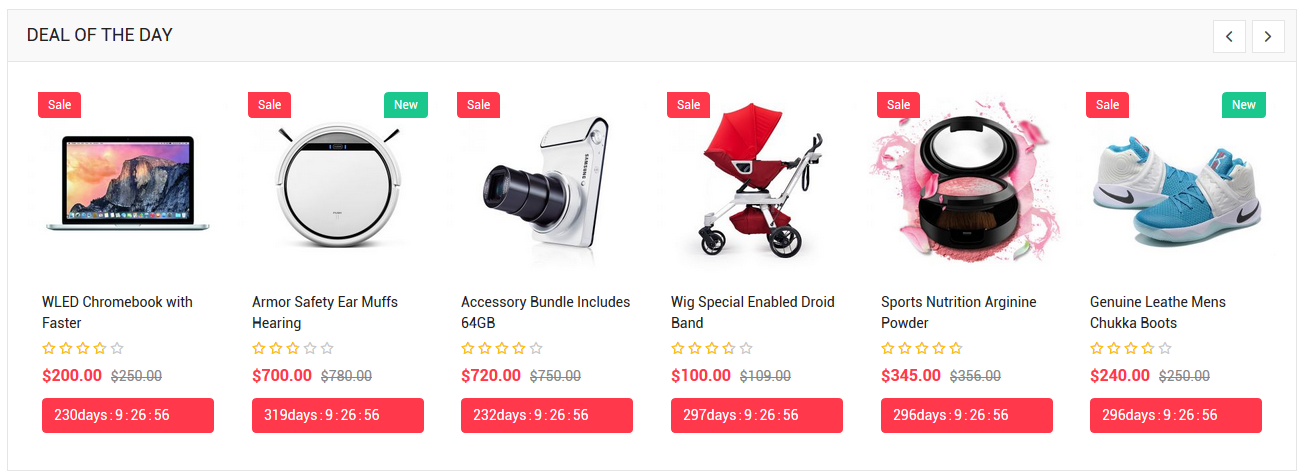 DEAL OF THE DAY
Sale
Sale
New
Sale
Sale
Sale
Sale
New
SAMSUNG
WLED Chromebook with
Faster
$200.00 $250.00
230days : 9 : 26 : 56
Armor Safety Ear Muffs
Hearing
$700.00 $780.00
319days : 9 : 26 : 56
Accessory Bundle Includes
64GB
$720.00 $750.00
232days : 9 : 26 : 56
Wig Special Enabled Droid
Band
$100.00 $109.00
297days : 9 : 26 : 56
Sports Nutrition Arginine
Powder
$345.00 $356.00
296days : 9 : 26 : 56
Genuine Leathe Mens
Chukka Boots
$240.00 $250.00
296days : 9 : 26 : 56